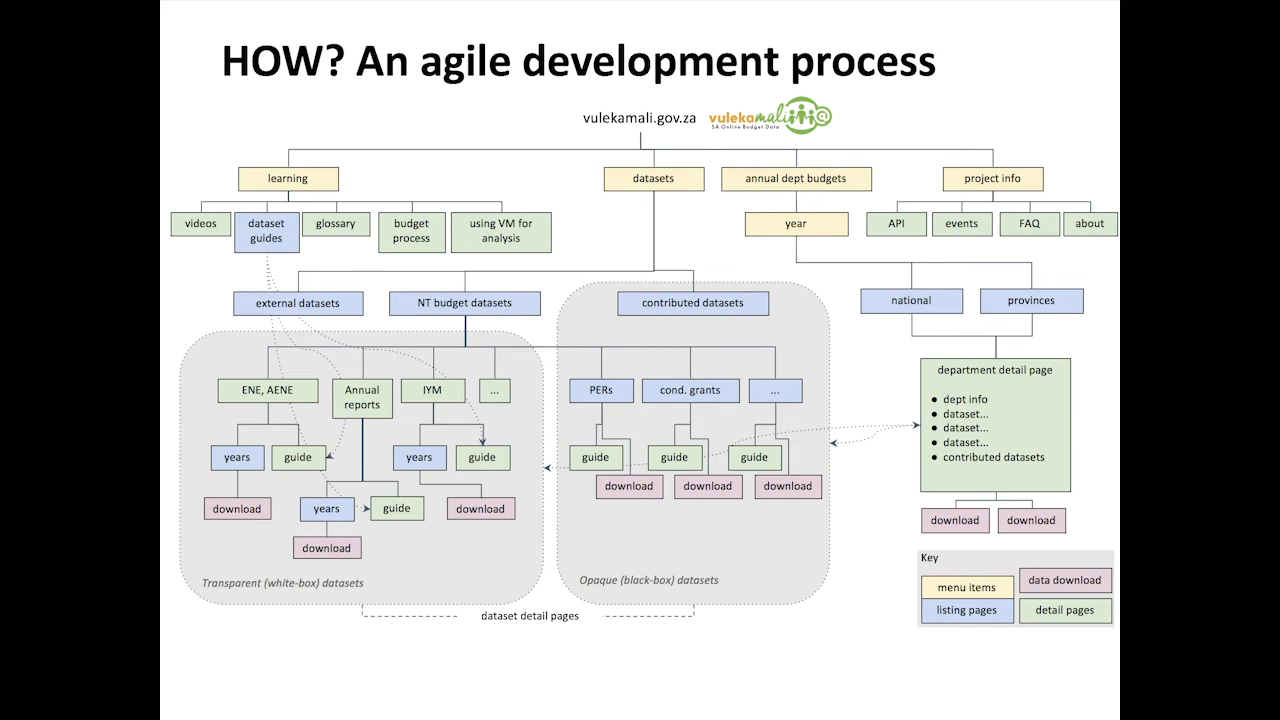 HOW? An agile development process
vulekamali.gov.za
vulekamali
SA Online Budget Data
learning
datasets
annual dept budgets
project info
videos
dataset
guides
glossary
budget
process
using VM for
analysis
year
API
events
FAQ
about
external datasets
NT budget datasets
contributed datasets
national
provinces
ENE, AENE
Annual
reports
IYM
...
PERs
cond. grants
...
department detail page
● dept info
● dataset...
● dataset...
● dataset...
● contributed datasets
years
guide
years
guide
guide
guide
guide
download
download
download
download
years
guide
download
download
download
download
Transparent (white-box) datasets
Opaque (black-box) datasets
dataset detail pages
Key
menu items
data download
listing pages
detail pages